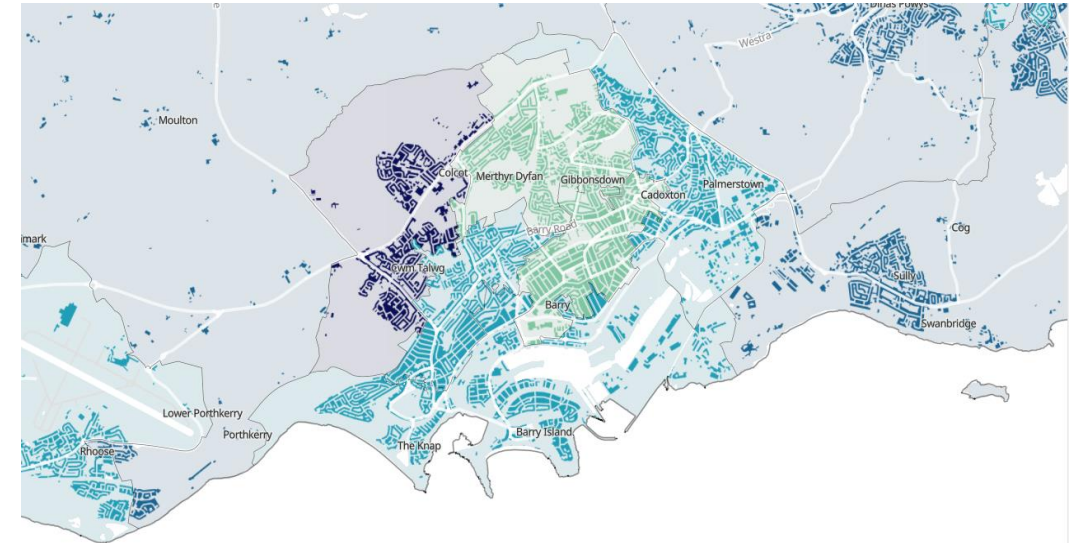 Dinas Powys
Westra
Moulton
Colcot
Merthyr Dyfan
Gibbonsdown
Palmerstown
Cadoxton
Barry Road
Cog
Cwm Talwg
Sully
Barry
Swanbridge
Lower Porthkerry
Porthkerry
Barry Island
The Knap
Rhoose